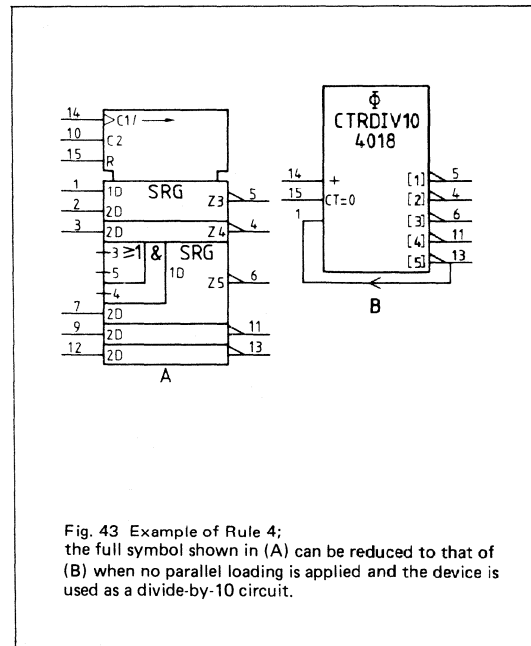 14 C1/ →
10 C2
15 R
1 1D SRG Z3 5
2 2D
3 2D Z4 4
3 ≥1 & SRG
5 1D Z5 6
4
7 2D
9 2D 11
12 2D 13
A
Φ
CTRDIV10
4018
[1] 5
14 + [2] 4
15 CT=0 [3] 6
1 [4] 11
[5] 13
B
Fig. 43 Example of Rule 4;
the full symbol shown in (A) can be reduced to that of
(B) when no parallel loading is applied and the device is
used as a divide-by-10 circuit.